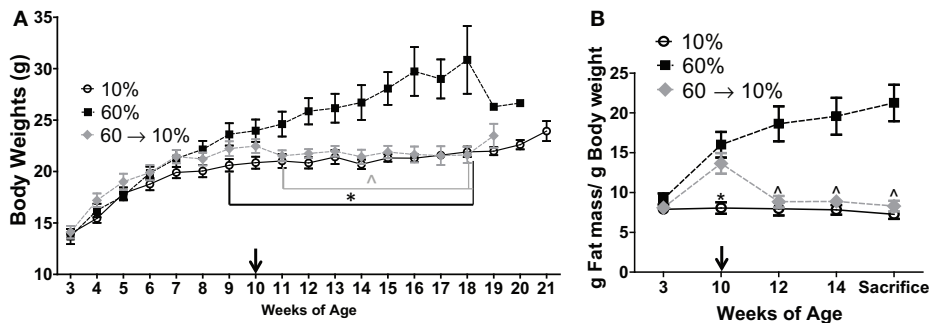 A
Body Weights (g)
35
30
25
20
15
10
10%
60%
60 → 10%
^
*
3 4 5 6 7 8 9 10 11 12 13 14 15 16 17 18 19 20 21
Weeks of Age
B
10%
60%
60 → 10%
g Fat mass/ g Body weight
25
20
15
10
5
0
* ^ ^ ^
3 10 12 14 Sacrifice
Weeks of Age